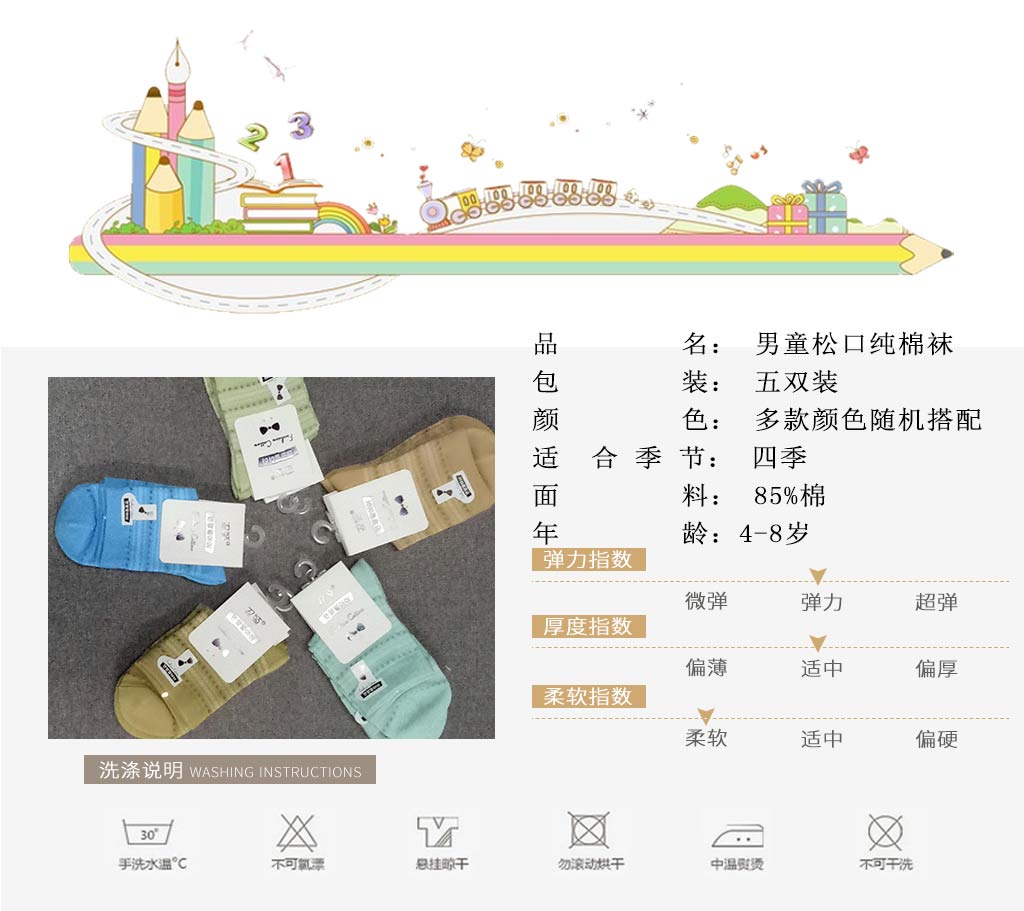 2
3
1
品 名： 男童松口纯棉袜
包 装： 五双装
颜 色： 多款颜色随机搭配
适 合 季 节： 四季
面 料： 85%棉
年 龄：4-8岁
弹力指数
微弹 弹力 超弹
厚度指数
偏薄 适中 偏厚
柔软指数
柔软 适中 偏硬
洗涤说明 WASHING INSTRUCTIONS
30°
手洗水温°C 不可氯漂 悬挂晾干 勿滚动烘干 中温熨烫 不可干洗